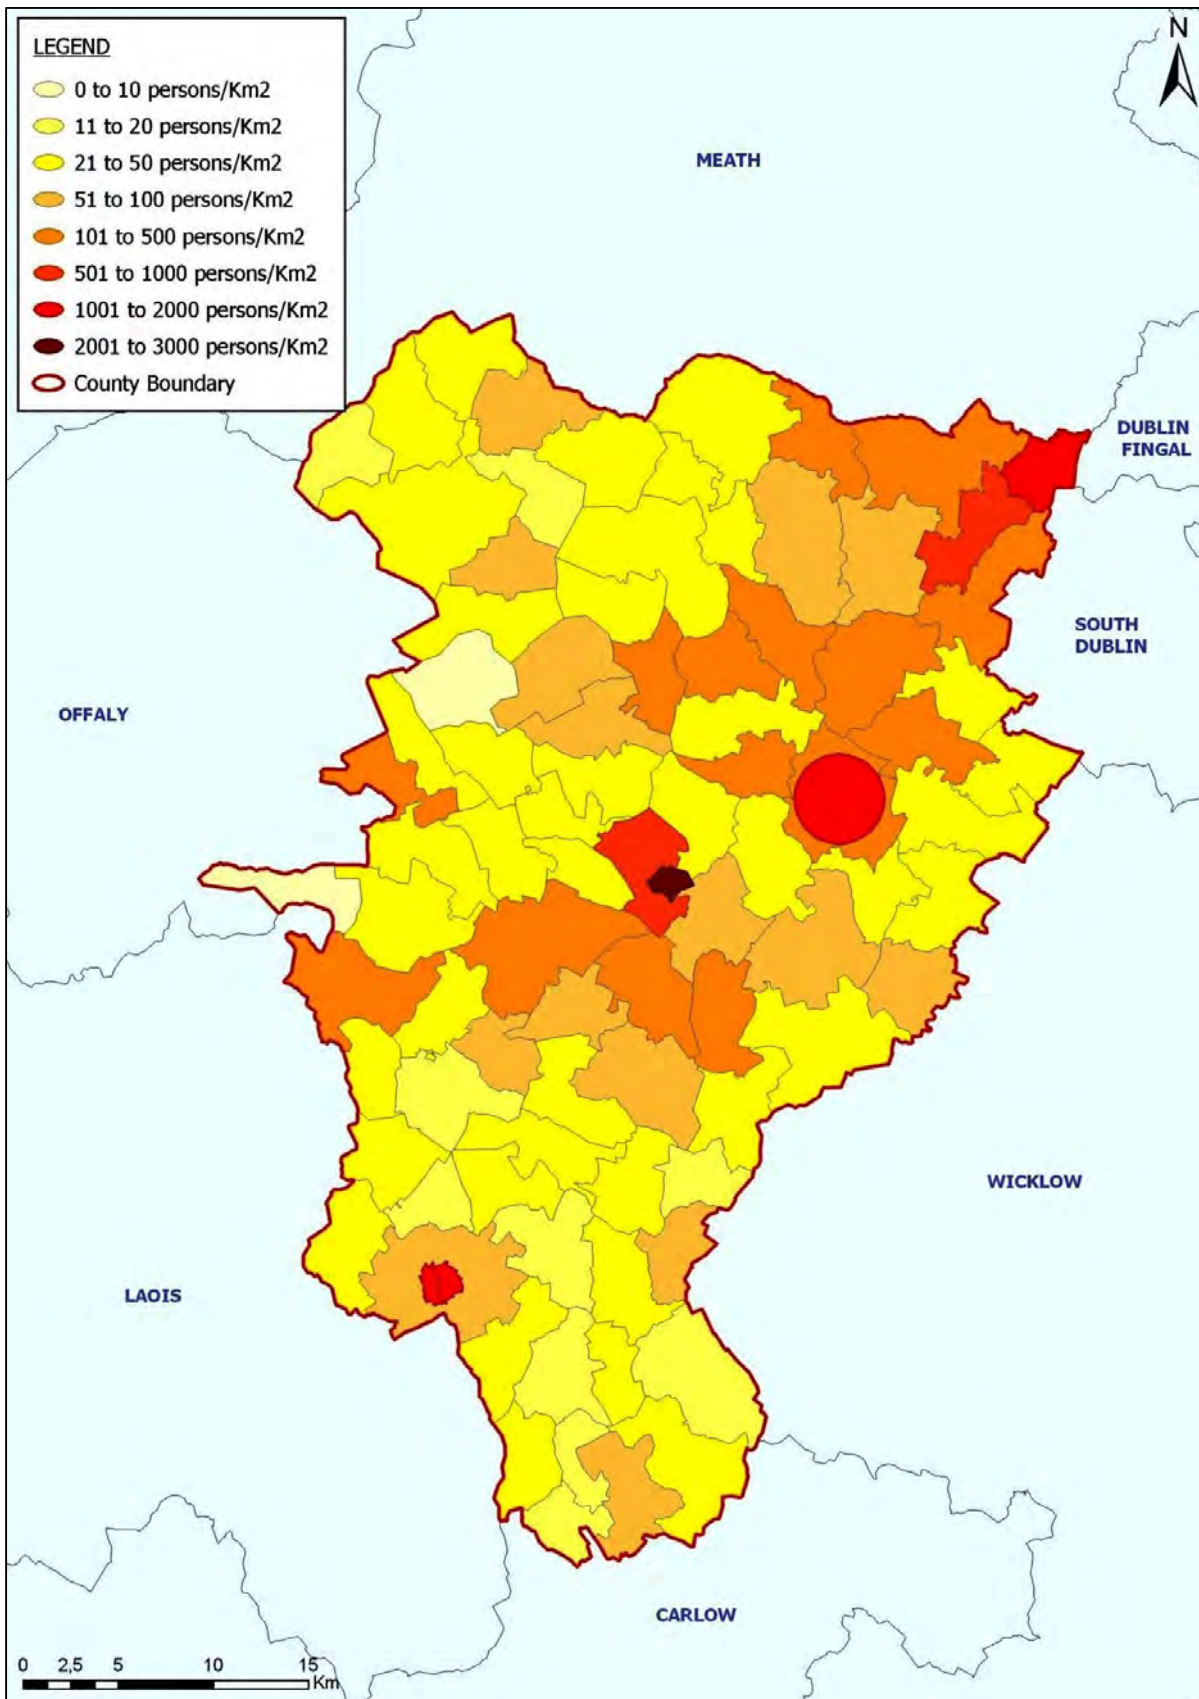 LEGEND
0 to 10 persons/Km2
11 to 20 persons/Km2
21 to 50 persons/Km2
51 to 100 persons/Km2
101 to 500 persons/Km2
501 to 1000 persons/Km2
1001 to 2000 persons/Km2
2001 to 3000 persons/Km2
County Boundary
N
MEATH
DUBLIN
FINGAL
SOUTH
DUBLIN
OFFALY
WICKLOW
LAOIS
CARLOW
0 2,5 5 10 15
Km